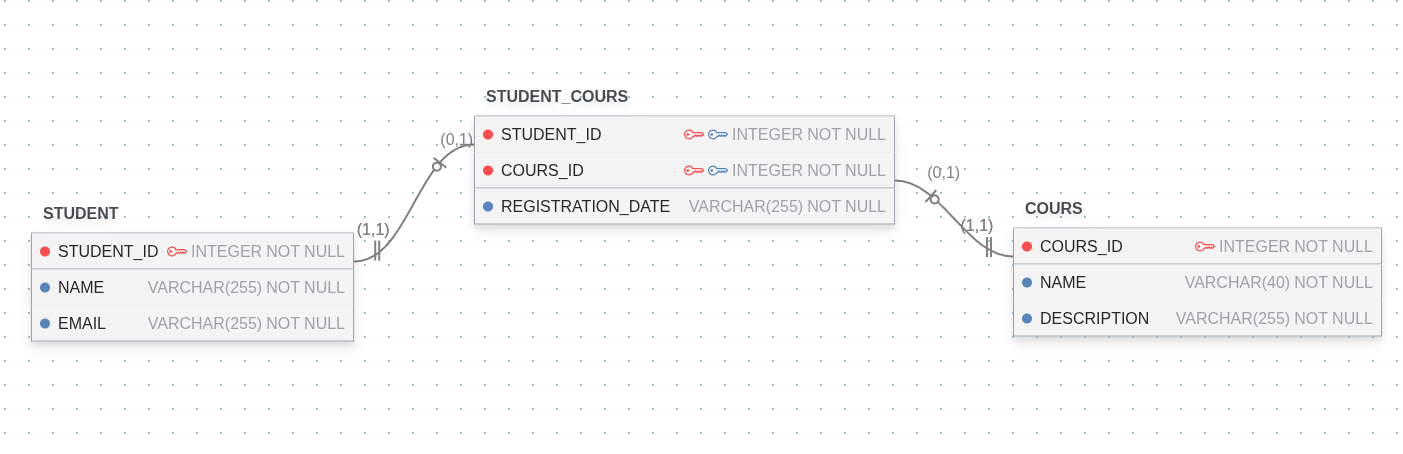 STUDENT_COURS
STUDENT_ID INTEGER NOT NULL
COURS_ID INTEGER NOT NULL
REGISTRATION_DATE VARCHAR(255) NOT NULL
(0,1)
(1,1)
STUDENT
STUDENT_ID INTEGER NOT NULL
NAME VARCHAR(255) NOT NULL
EMAIL VARCHAR(255) NOT NULL
(0,1)
(1,1)
COURS
COURS_ID INTEGER NOT NULL
NAME VARCHAR(40) NOT NULL
DESCRIPTION VARCHAR(255) NOT NULL